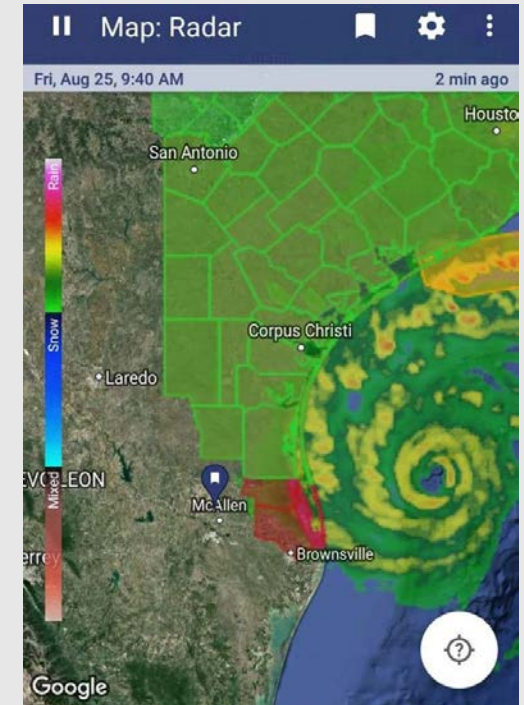 Map: Radar
Fri, Aug 25, 9:40 AM 2 min ago
Housto
San Antonio
Rain
Snow
Corpus Christi
Laredo
EVO LEON
Mixed
McAllen
errey
Brownsville
Google